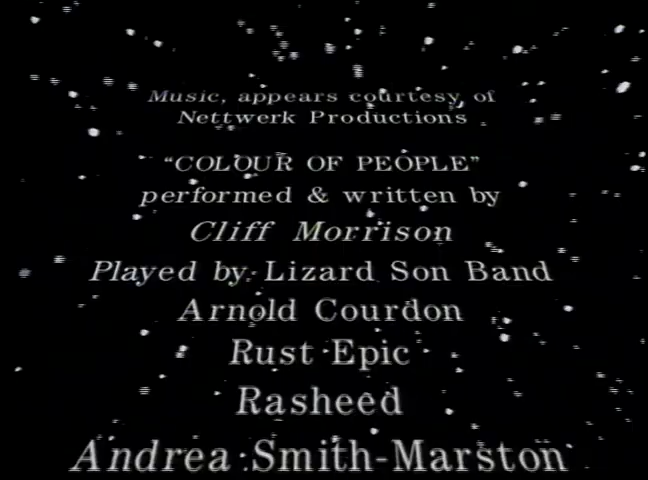 Music, appears courtesy of
Nettwerk Productions
"COLOUR OF PEOPLE"
performed & written by
Cliff Morrison
Played by: Lizard Son Band
Arnold Courdon
Rust Epic
Rasheed
Andrea Smith-Marston